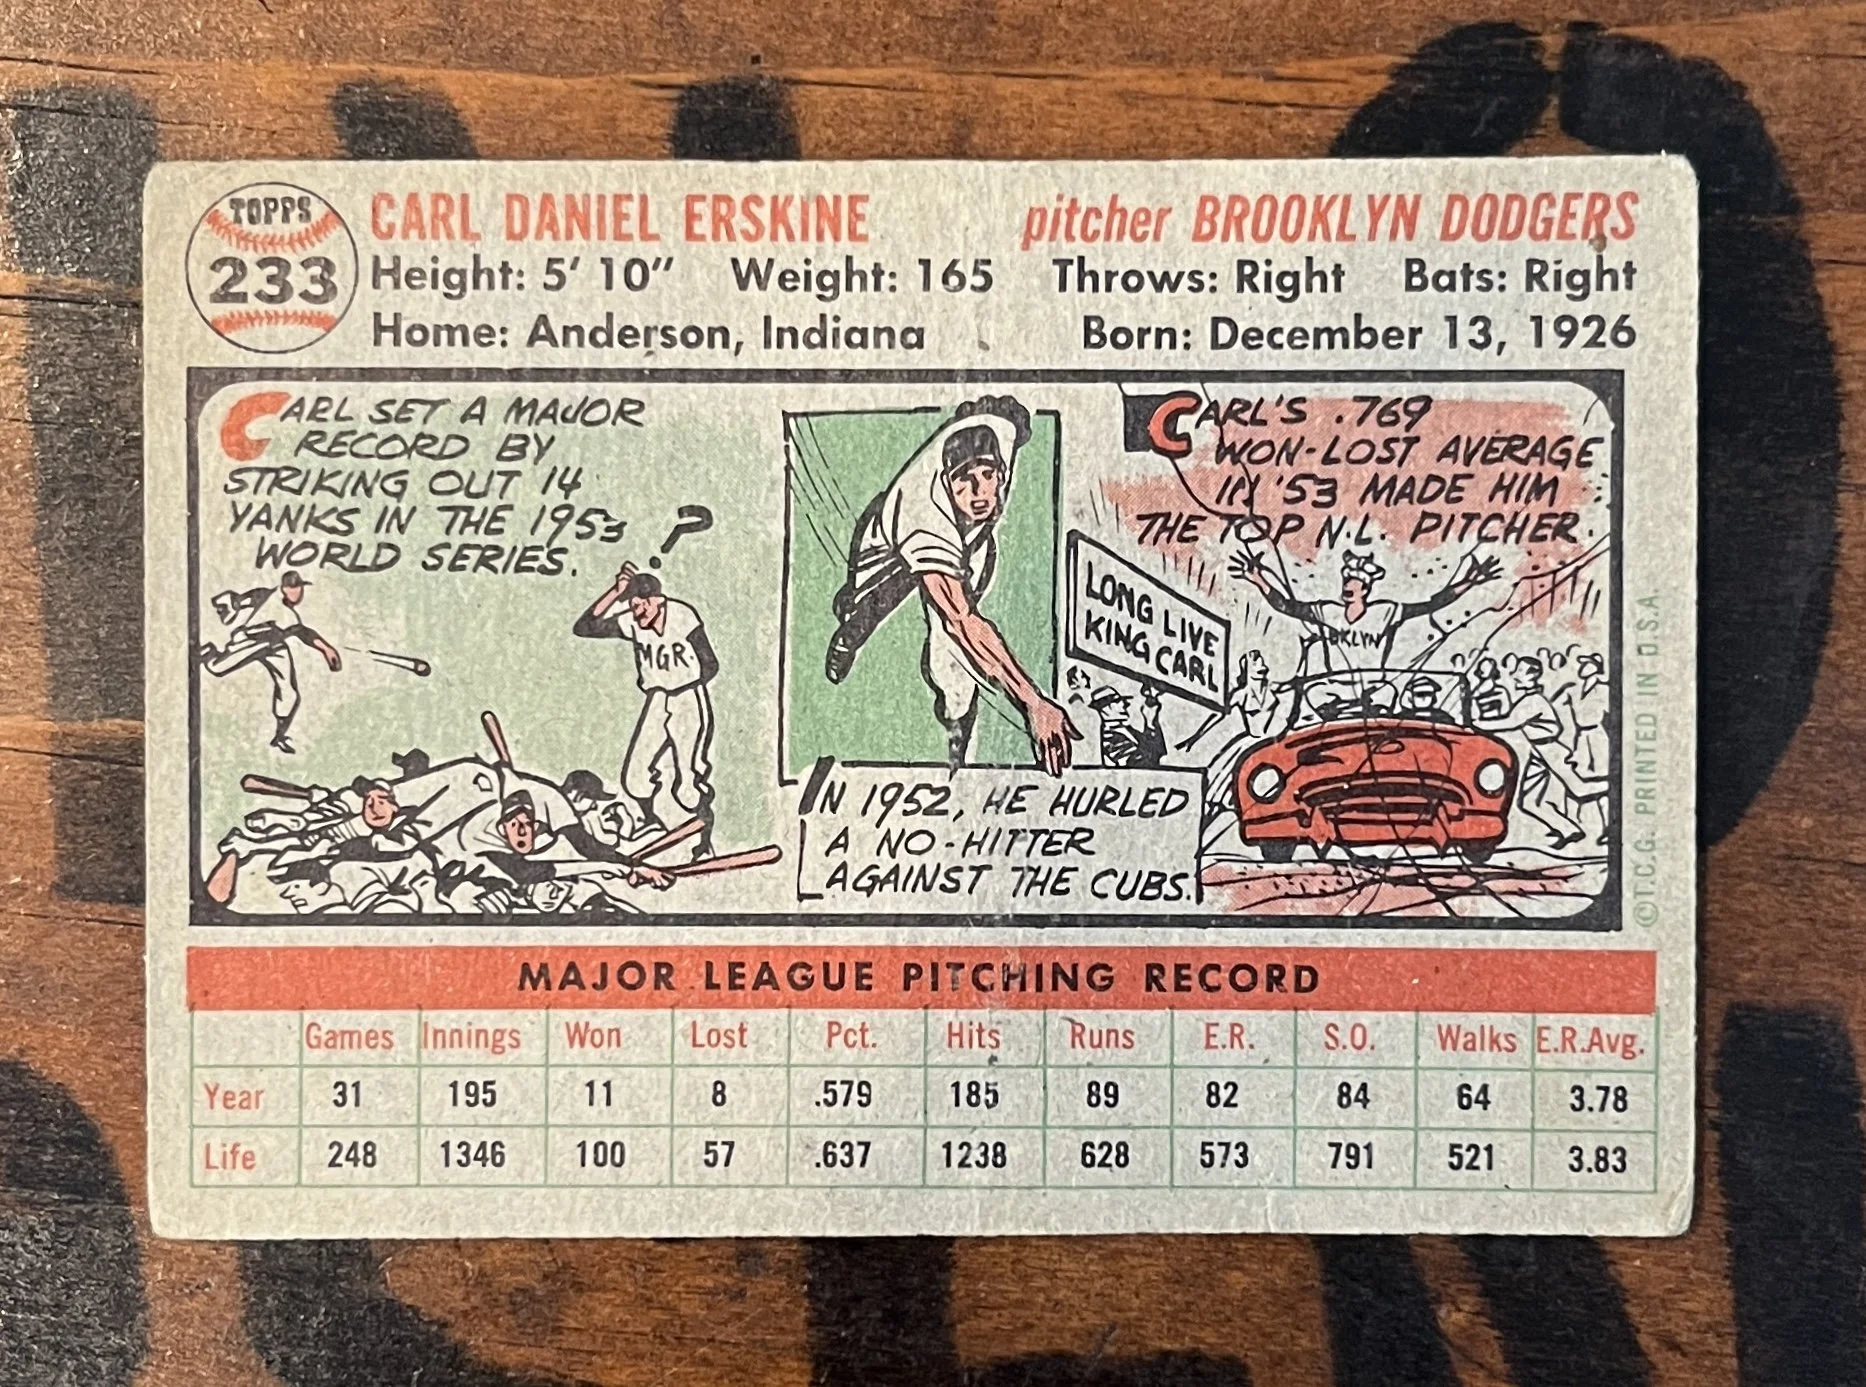 TOPPS
233
CARL DANIEL ERSKINE pitcher BROOKLYN DODGERS
Height: 5' 10" Weight: 165 Throws: Right Bats: Right
Home: Anderson, Indiana Born: December 13, 1926
CARL SET A MAJOR
RECORD BY
STRIKING OUT 14
YANKS IN THE 1953
WORLD SERIES.
?
MGR.
IN 1952, HE HURLED
A NO-HITTER
AGAINST THE CUBS.
CARL'S .769
WON-LOST AVERAGE
IN '53 MADE HIM
THE TOP N.L. PITCHER.
LONG LIVE
KING CARL
OKLYN
©T.C.G. PRINTED IN U.S.A.
MAJOR LEAGUE PITCHING RECORD
Games Innings Won Lost Pct. Hits Runs E.R. S.O. Walks E.R.Avg.
Year 31 195 11 8 .579 185 89 82 84 64 3.78
Life 248 1346 100 57 .637 1238 628 573 791 521 3.83